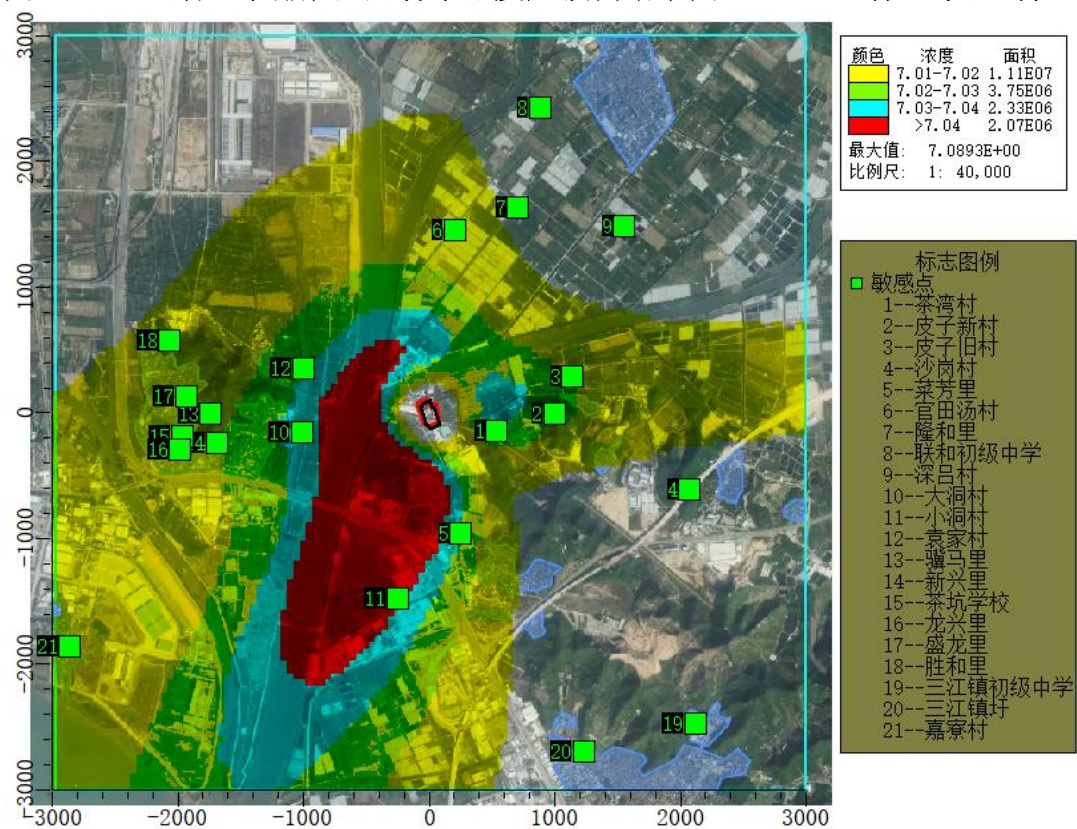 颜色 浓度 面积
7.01-7.02 1.11E07
7.02-7.03 3.75E06
7.03-7.04 2.33E06
>7.04 2.07E06
最大值: 7.0893E+00
比例尺: 1: 40,000
标志图例
敏感点
1--茶湾村
2--皮子新村
3--皮子旧村
4--沙岗村
5--菜芳里
6--官田汤村
7--隆和里
8--联和初级中学
9--深吕村
10--大洞村
11--小洞村
12--袁家村
13--骥马里
14--新兴里
15--茶坑学校
16--龙兴里
17--盛龙里
18--胜和里
19--三江镇初级中学
20--三江镇圩
21--嘉寮村
3000
2000
1000
0
-1000
-2000
-3000
-3000 -2000 -1000 0 1000 2000 3000
8
7
9
6
18
12
3
17
13
2
10
1
15
14
16
4
5
11
21
19
20